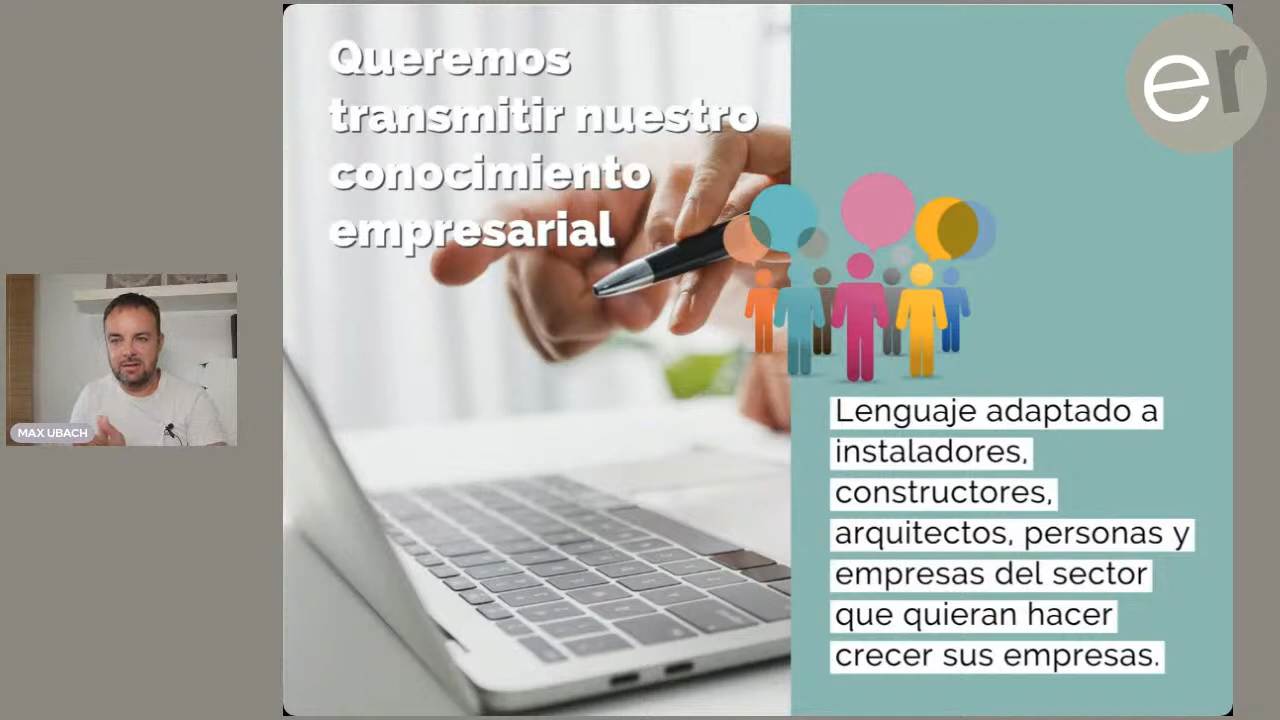 Queremos
transmitir nuestro
conocimiento
empresarial
er
Lenguaje adaptado a
instaladores,
constructores,
arquitectos, personas y
empresas del sector
que quieran hacer
crecer sus empresas.
MAX UBACH